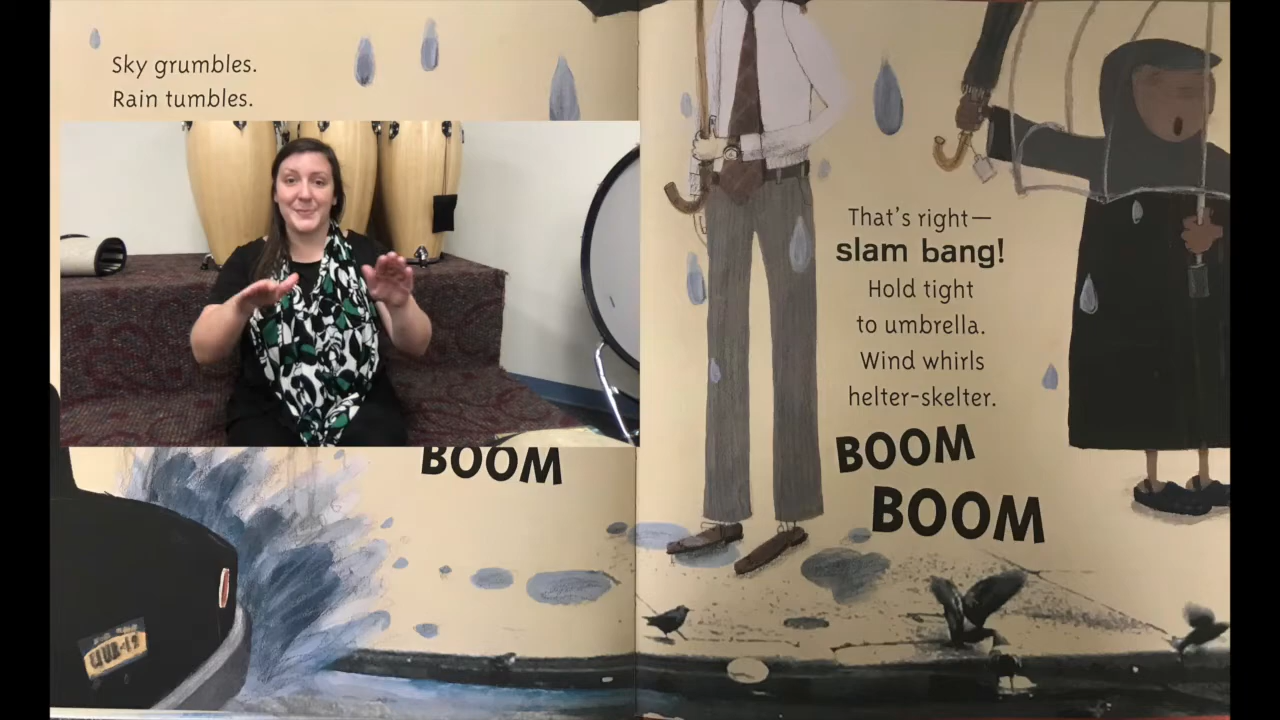 Sky grumbles.
Rain tumbles.
BOOM
That's right—
slam bang!
Hold tight
to umbrella.
Wind whirls
helter-skelter.
BOOM
BOOM